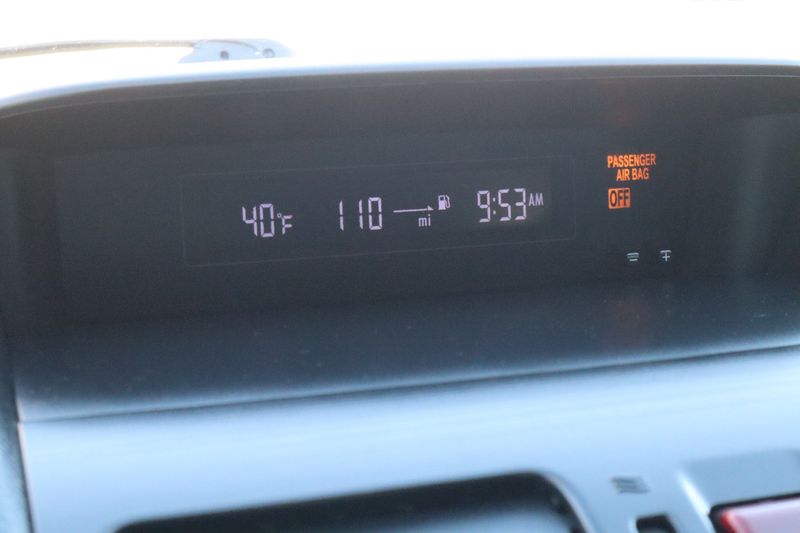 40°F 110 mi 9:53 AM
PASSENGER
AIR BAG
OFF